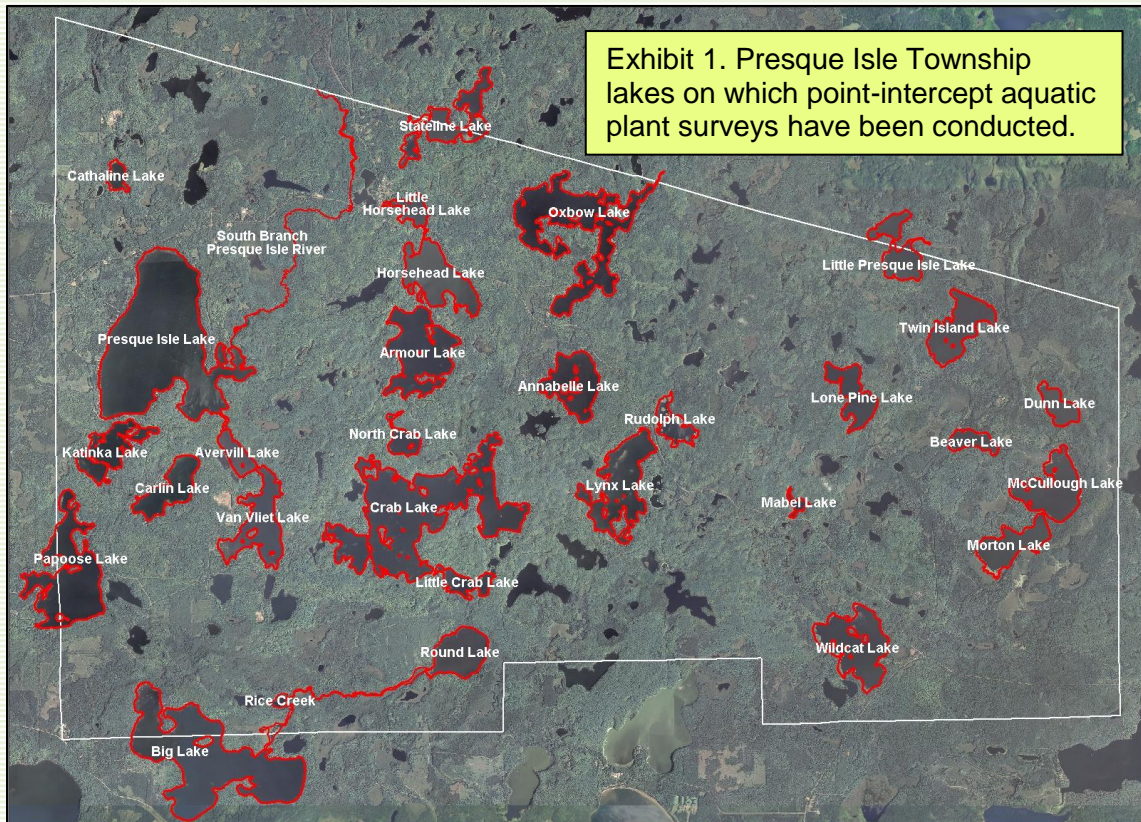 Exhibit 1. Presque Isle Township
lakes on which point-intercept aquatic
plant surveys have been conducted.
Stateline Lake
Cathaline Lake
Little
Horsehead Lake
Oxbow Lake
South Branch
Presque Isle River
Horsehead Lake
Little Presque Isle Lake
Presque Isle Lake
Armour Lake
Twin Island Lake
Annabelle Lake
Lone Pine Lake
Dunn Lake
Rudolph Lake
North Crab Lake
Beaver Lake
Katinka Lake
Avervill Lake
Carlin Lake
Lynx Lake
McCullough Lake
Mabel Lake
Crab Lake
Van Vliet Lake
Morton Lake
Papoose Lake
Little Crab Lake
Wildcat Lake
Round Lake
Rice Creek
Big Lake